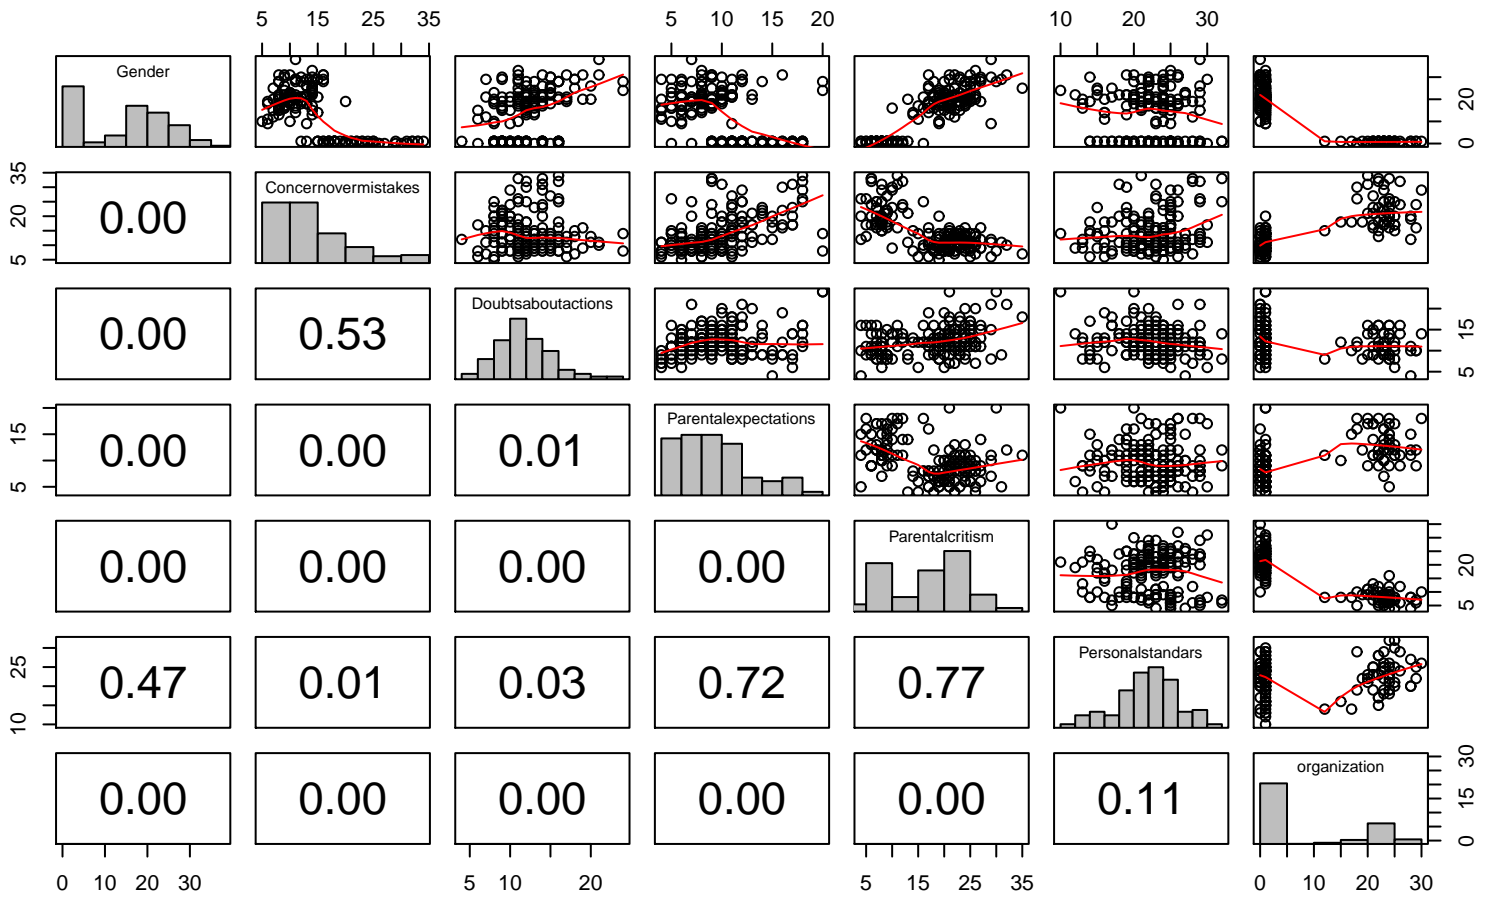 5 15 35 5 10 20 10 20 30
Gender
0 20
5 20 35
0.00
Concernovermistakes
0.00
0.53
Doubtsaboutactions
5 15
5 15
0.00
0.00
0.01
Parentalexpectations
0.00
0.00
0.00
0.00
Parentalcritism
5 20
10 25
0.47
0.01
0.03
0.72
0.77
Personalstandars
0.00
0.00
0.00
0.00
0.00
0.11
organization
0 15 30
0 10 20 30 5 10 20 5 15 25 35 0 10 20 30